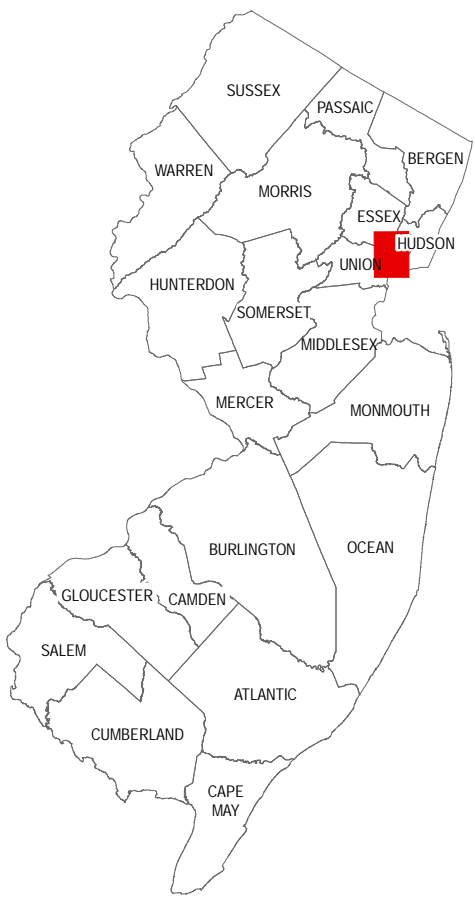 SUSSEX
PASSAIC
BERGEN
WARREN
MORRIS
ESSEX
HUDSON
UNION
HUNTERDON
SOMERSET
MIDDLESEX
MERCER
MONMOUTH
BURLINGTON
OCEAN
GLOUCESTER
CAMDEN
SALEM
ATLANTIC
CUMBERLAND
CAPE
MAY